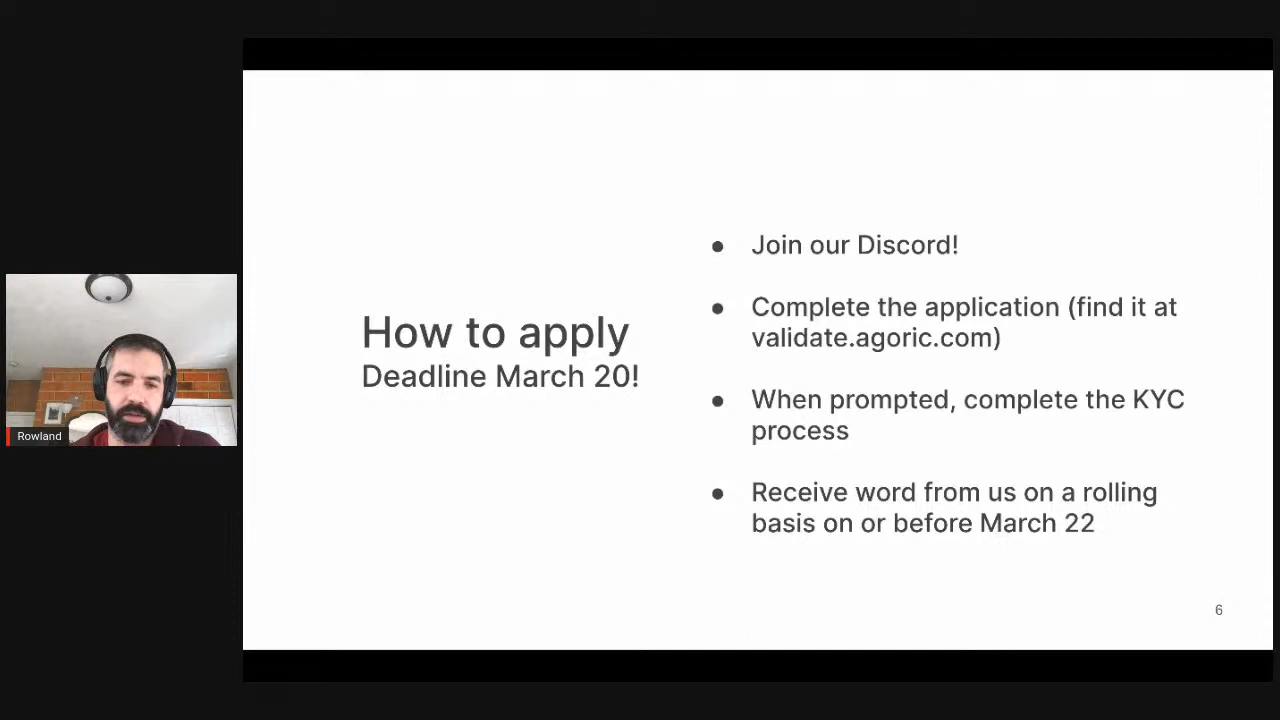 How to apply
Deadline March 20!
● Join our Discord!
● Complete the application (find it at
validate.agoric.com)
● When prompted, complete the KYC
process
● Receive word from us on a rolling
basis on or before March 22
Rowland
6